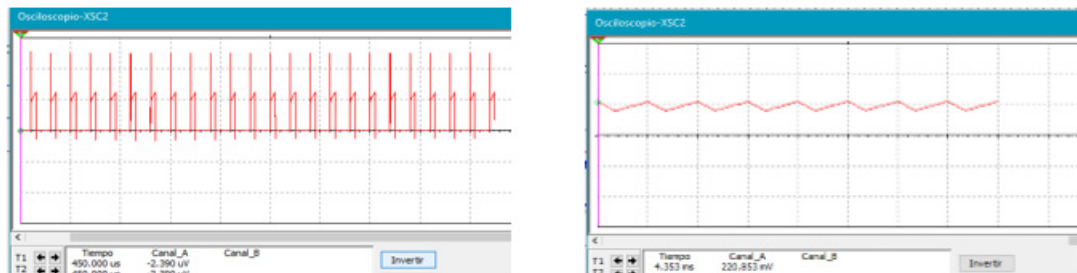 Osciloscopio-XSC2
T1 Tiempo Canal_A Canal_B
450.000 us -2.390 uV
T2
Invertir
Osciloscopio-XSC2
T1 Tiempo Canal_A Canal_B
4.353 ms 220.853 mV
T2
Invertir